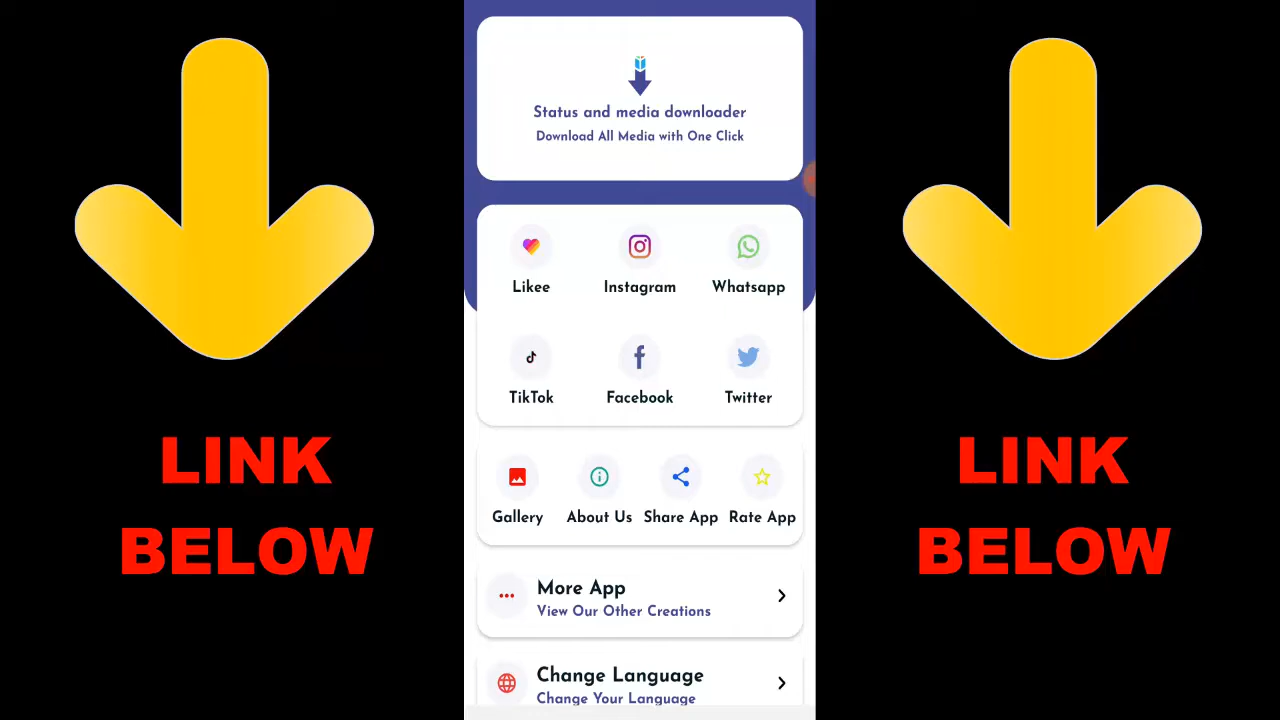 Status and media downloader
Download All Media with One Click
Likee Instagram Whatsapp
TikTok Facebook Twitter
Gallery About Us Share App Rate App
More App
View Our Other Creations
Change Language
Change Your Language
LINK
BELOW
LINK
BELOW